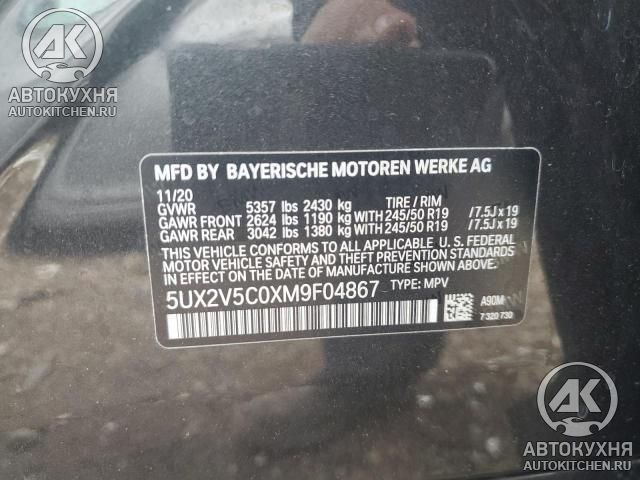 АК
АВТОКУХНЯ
AUTOKITCHEN.RU
MFD BY BAYERISCHE MOTOREN WERKE AG
11/20
GVWR 5357 lbs 2430 kg TIRE / RIM
GAWR FRONT 2624 lbs 1190 kg WITH 245/50 R19 /7.5J x 19
GAWR REAR 3042 lbs 1380 kg WITH 245/50 R19 /7.5J x 19
THIS VEHICLE CONFORMS TO ALL APPLICABLE U. S. FEDERAL
MOTOR VEHICLE SAFETY AND THEFT PREVENTION STANDARDS
IN EFFECT ON THE DATE OF MANUFACTURE SHOWN ABOVE.
5UX2V5C0XM9F04867 TYPE: MPV
A90M
7 320 730
АК
АВТОКУХНЯ
AUTOKITCHEN.RU